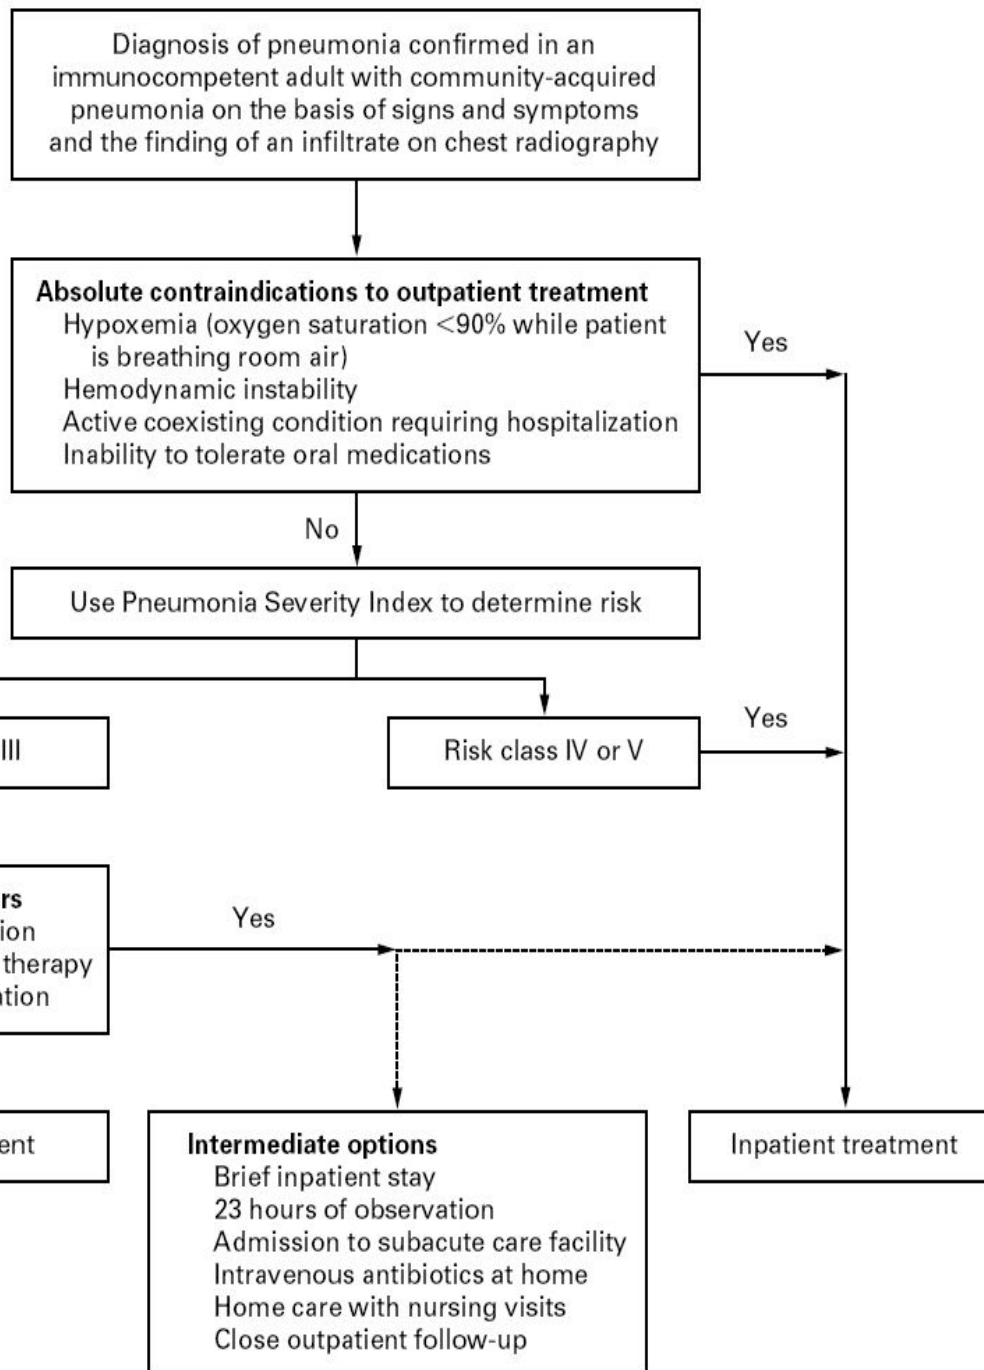 Diagnosis of pneumonia confirmed in an
immunocompetent adult with community-acquired
pneumonia on the basis of signs and symptoms
and the finding of an infiltrate on chest radiography
Absolute contraindications to outpatient treatment
Hypoxemia (oxygen saturation <90% while patient
is breathing room air)
Hemodynamic instability
Active coexisting condition requiring hospitalization
Inability to tolerate oral medications
Yes
No
Use Pneumonia Severity Index to determine risk
III
Risk class IV or V
Yes
rs
ion
therapy
ation
Yes
ent
Intermediate options
Brief inpatient stay
23 hours of observation
Admission to subacute care facility
Intravenous antibiotics at home
Home care with nursing visits
Close outpatient follow-up
Inpatient treatment